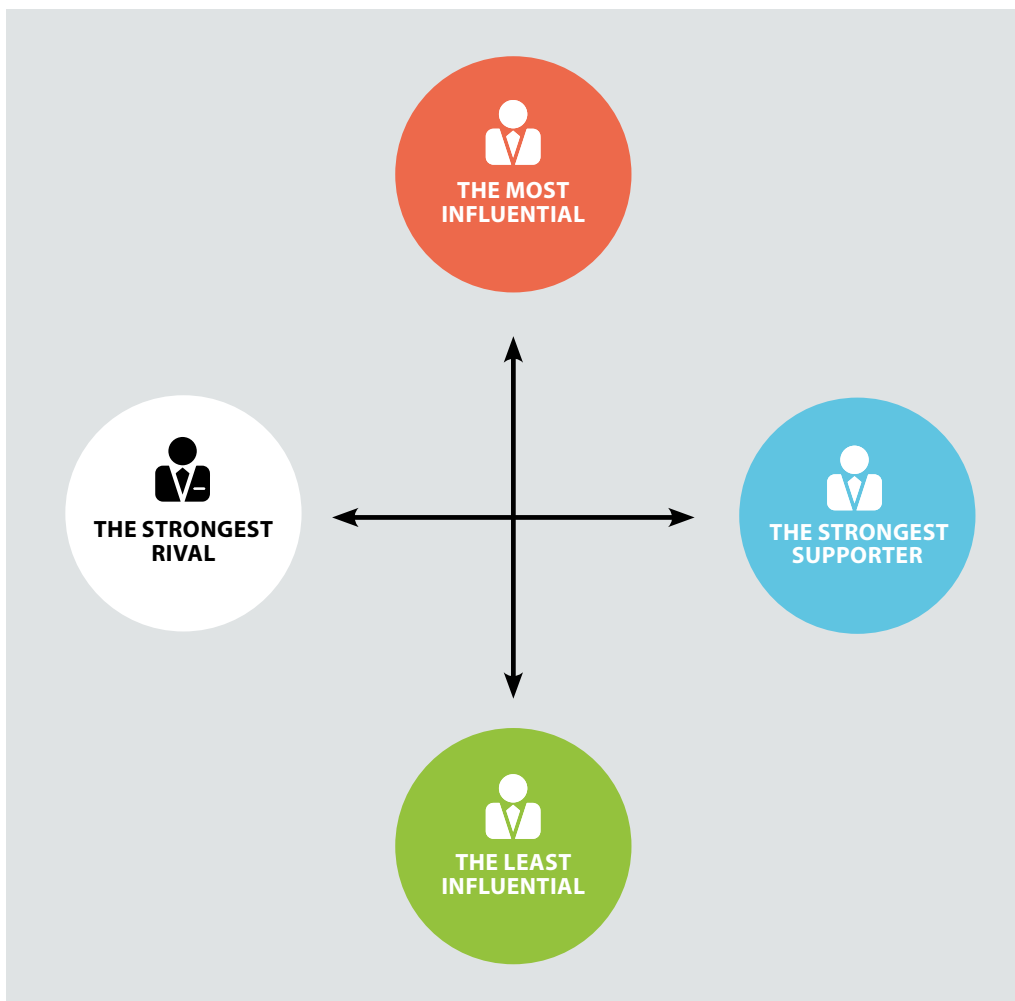 THE MOST
INFLUENTIAL
THE STRONGEST
RIVAL
THE STRONGEST
SUPPORTER
THE LEAST
INFLUENTIAL